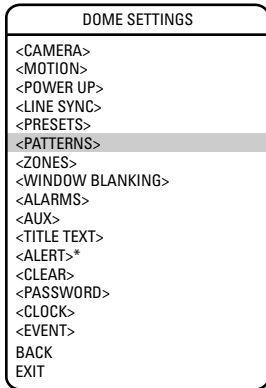 DOME SETTINGS
<CAMERA>
<MOTION>
<POWER UP>
<LINE SYNC>
<PRESETS>
<PATTERNS>
<ZONES>
<WINDOW BLANKING>
<ALARMS>
<AUX>
<TITLE TEXT>
<ALERT>*
<CLEAR>
<PASSWORD>
<CLOCK>
<EVENT>
BACK
EXIT